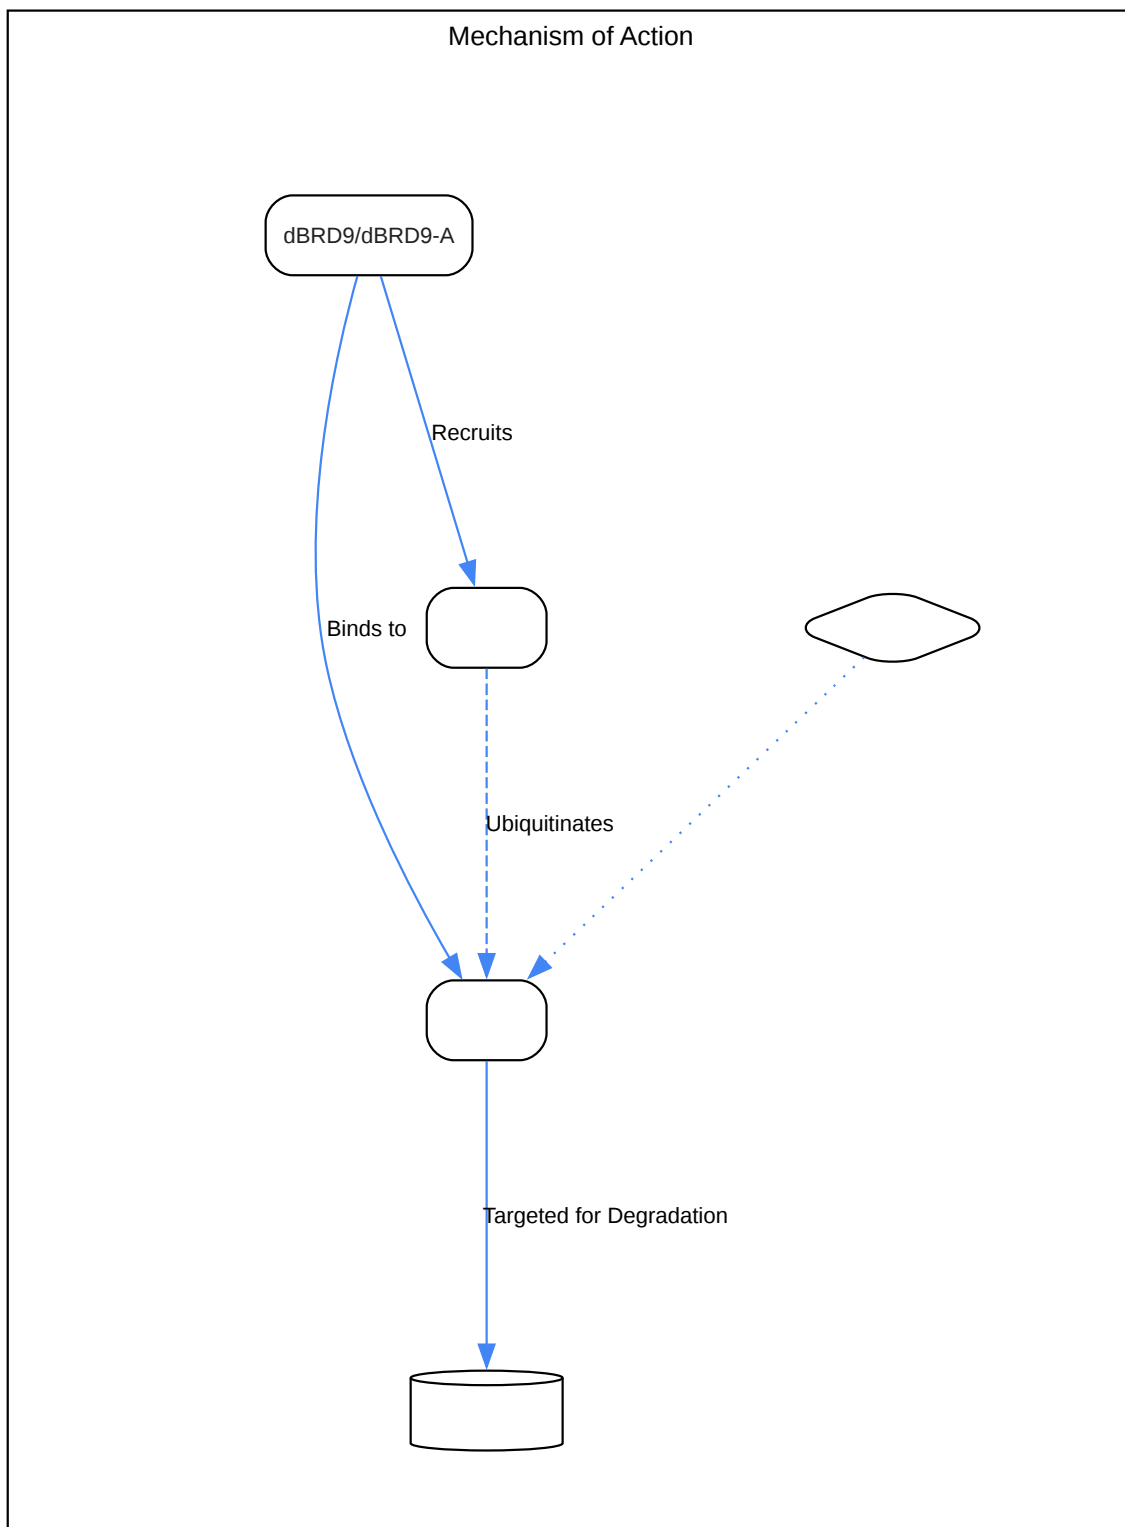 Mechanism of Action
dBRD9/dBRD9-A
Recruits
Binds to
Ubiquitinates
Targeted for Degradation